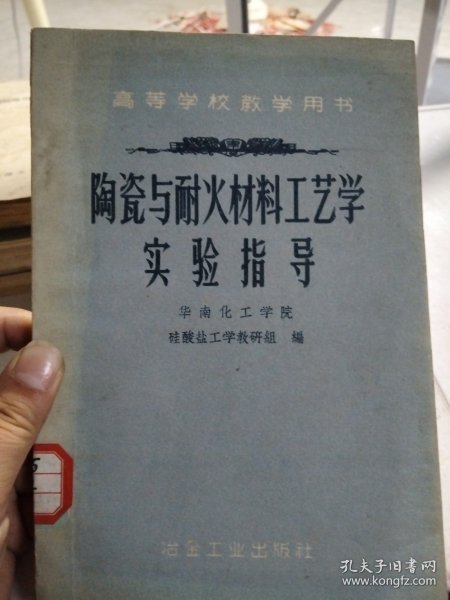 高等学校教学用书
陶瓷与耐火材料工艺学
实验指导
华南化工学院
硅酸盐工学教研组 编
冶金工业出版社
孔夫子旧书网
www.kongfz.com